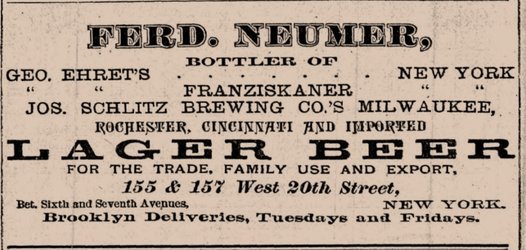 FERD. NEUMER,
BOTTLER OF
GEO. EHRET'S . . . . . . . NEW YORK
" " FRANZISKANER " "
JOS. SCHLITZ BREWING CO.'S MILWAUKEE,
ROCHESTER, CINCINNATI AND IMPORTED
LAGER BEER
FOR THE TRADE, FAMILY USE AND EXPORT,
155 & 157 West 20th Street,
Bet. Sixth and Seventh Avenues, NEW YORK.
Brooklyn Deliveries, Tuesdays and Fridays.